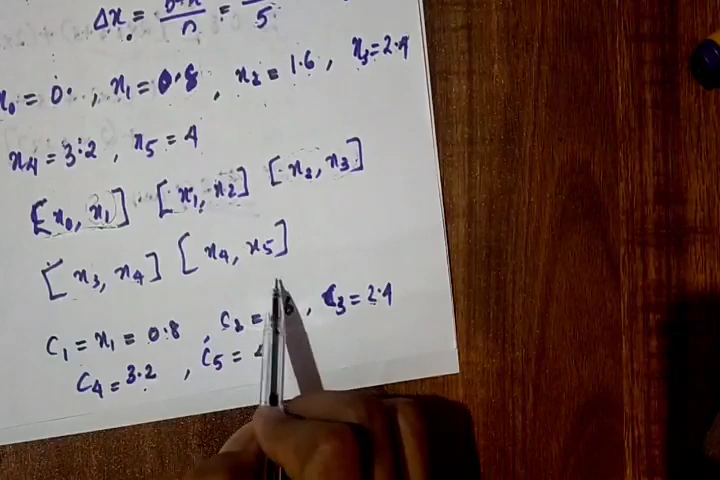 Δx = b-a/n = /5
x₀ = 0. , x₁ = 0.8 , x₂ = 1.6 , x₃ = 2.4
x₄ = 3.2 , x₅ = 4
[x₀, x₁] [x₁, x₂] [x₂, x₃]
[x₃, x₄] [x₄, x₅]
C₁ = x₁ = 0.8 , C₂ = 6 , C₃ = 2.4
C₄ = 3.2 , C₅ = 4